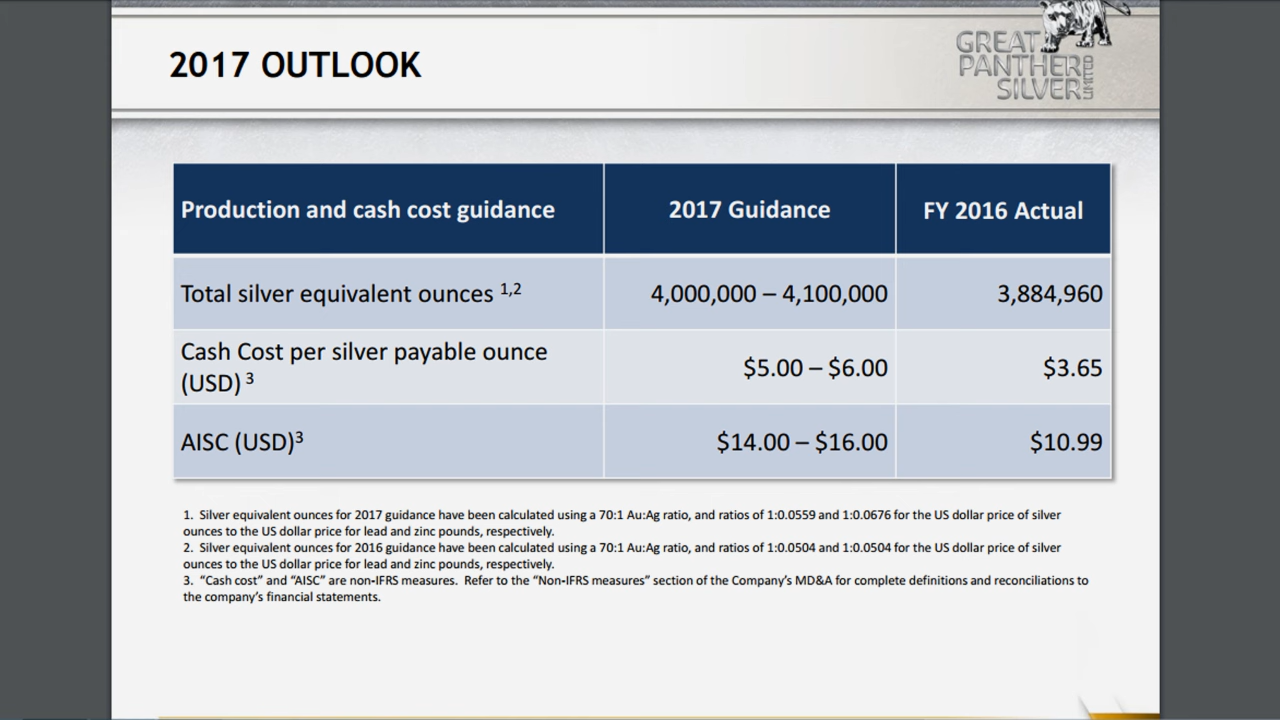 2017 OUTLOOK
GREAT
PANTHER
SILVER
LIMITED
Production and cash cost guidance
2017 Guidance
FY 2016 Actual
Total silver equivalent ounces 1,2
4,000,000 – 4,100,000
3,884,960
Cash Cost per silver payable ounce
(USD) 3
$5.00 – $6.00
$3.65
AISC (USD)3
$14.00 – $16.00
$10.99
1. Silver equivalent ounces for 2017 guidance have been calculated using a 70:1 Au:Ag ratio, and ratios of 1:0.0559 and 1:0.0676 for the US dollar price of silver
ounces to the US dollar price for lead and zinc pounds, respectively.
2. Silver equivalent ounces for 2016 guidance have been calculated using a 70:1 Au:Ag ratio, and ratios of 1:0.0504 and 1:0.0504 for the US dollar price of silver
ounces to the US dollar price for lead and zinc pounds, respectively.
3. “Cash cost” and “AISC” are non-IFRS measures. Refer to the “Non-IFRS measures” section of the Company’s MD&A for complete definitions and reconciliations to
the company’s financial statements.